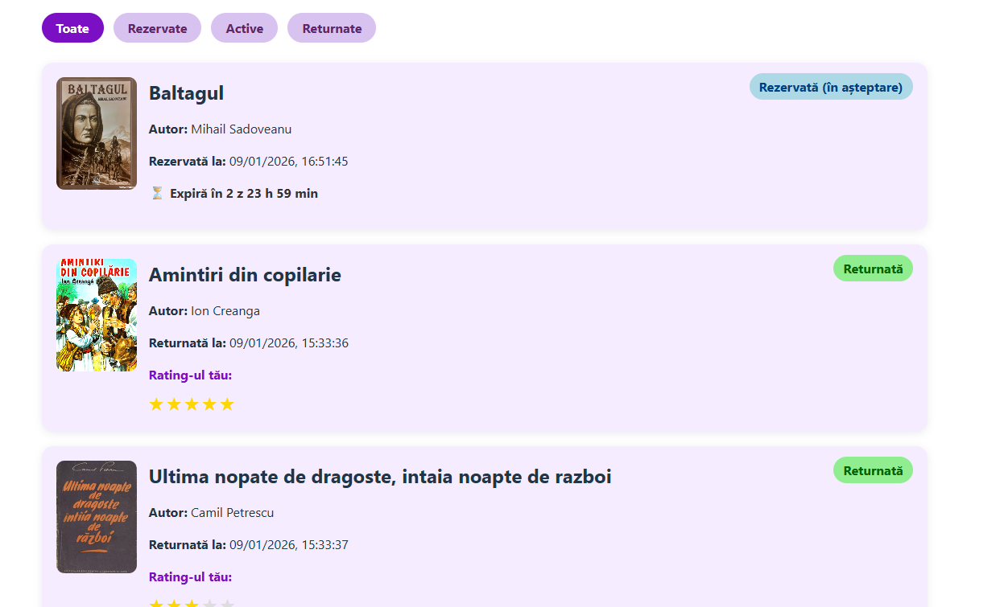 Toate Rezervate Active Returnate
BALTAGUL
MIHAIL SADOVEANU
Baltagul
Rezervată (în așteptare)
Autor: Mihail Sadoveanu
Rezervată la: 09/01/2026, 16:51:45
⏳ Expiră în 2 z 23 h 59 min
AMINTIRI
DIN COPILĂRIE
Ion Creangă
Amintiri din copilarie
Returnată
Autor: Ion Creanga
Returnată la: 09/01/2026, 15:33:36
Rating-ul tău:
★★★★★
Camil Petrescu
Ultima noapte
de
dragoste
intîia noapte
de
război
Ultima nopate de dragoste, intaia noapte de razboi
Returnată
Autor: Camil Petrescu
Returnată la: 09/01/2026, 15:33:37
Rating-ul tău:
★★★★★